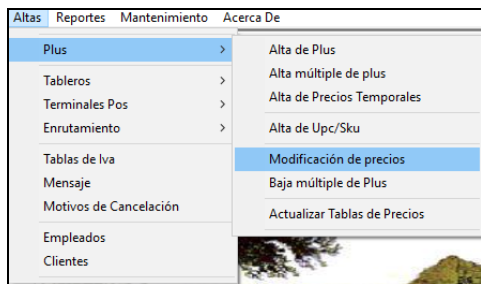 Altas Reportes Mantenimiento Acerca De
Plus >
Tableros >
Terminales Pos >
Enrutamiento >
Tablas de Iva
Mensaje
Motivos de Cancelación
Empleados
Clientes
Alta de Plus
Alta múltiple de plus
Alta de Precios Temporales
Alta de Upc/Sku
Modificación de precios
Baja múltiple de Plus
Actualizar Tablas de Precios